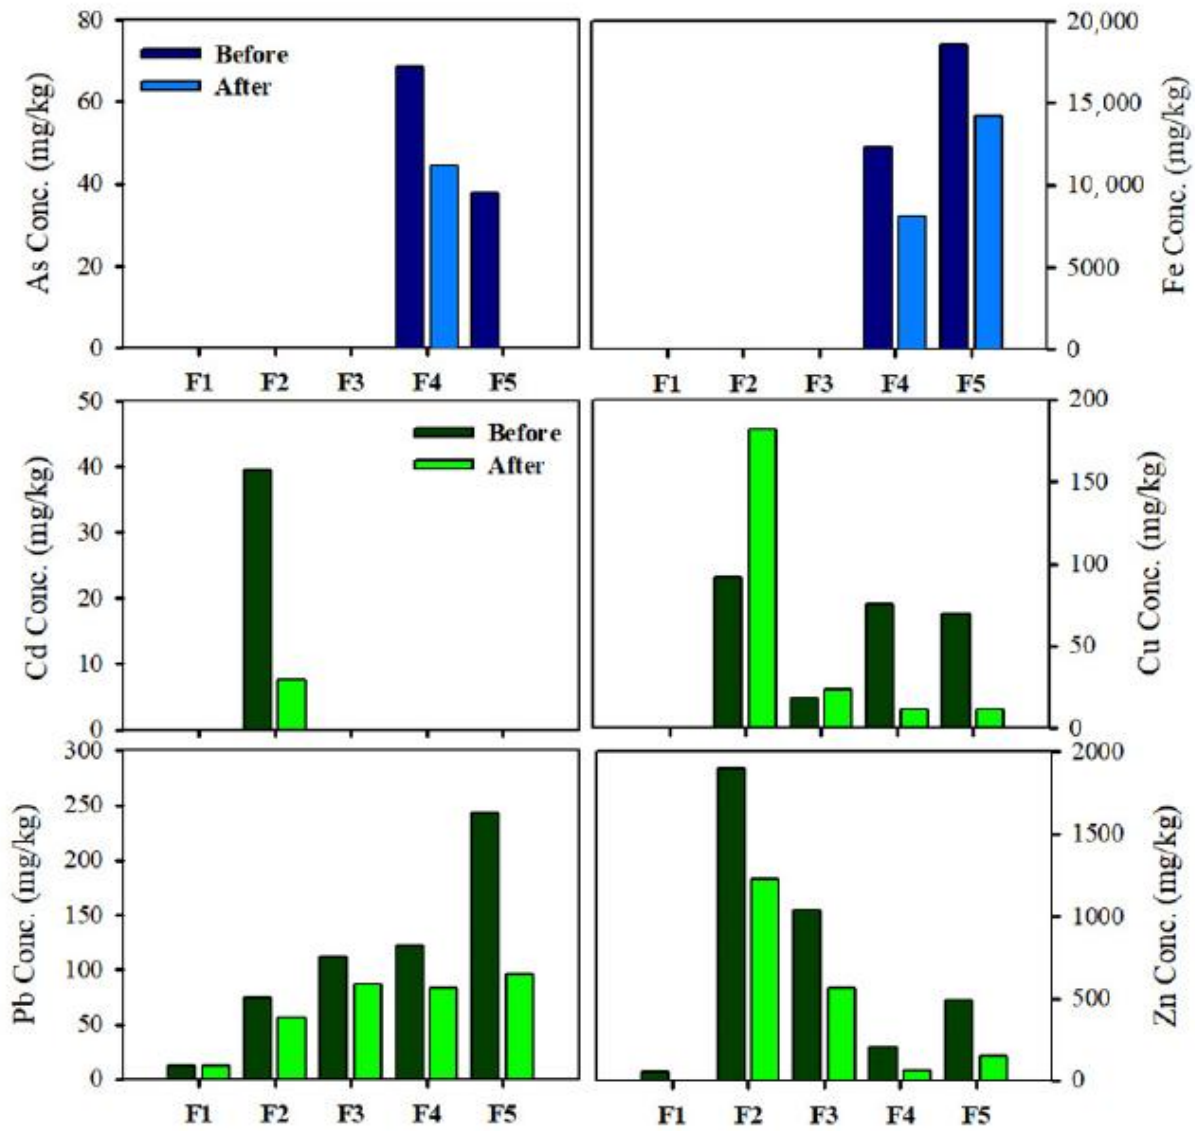 80
60
40
20
0
As Conc. (mg/kg)
Before
After
F1 F2 F3 F4 F5
20,000
15,000
10, 000
5000
0
Fe Conc. (mg/kg)
F1 F2 F3 F4 F5
50
40
30
20
10
0
Cd Conc. (mg/kg)
Before
After
200
150
100
50
0
Cu Conc. (mg/kg)
300
250
200
150
100
50
0
Pb Conc. (mg/kg)
F1 F2 F3 F4 F5
2000
1500
1000
500
0
Zn Conc. (mg/kg)
F1 F2 F3 F4 F5